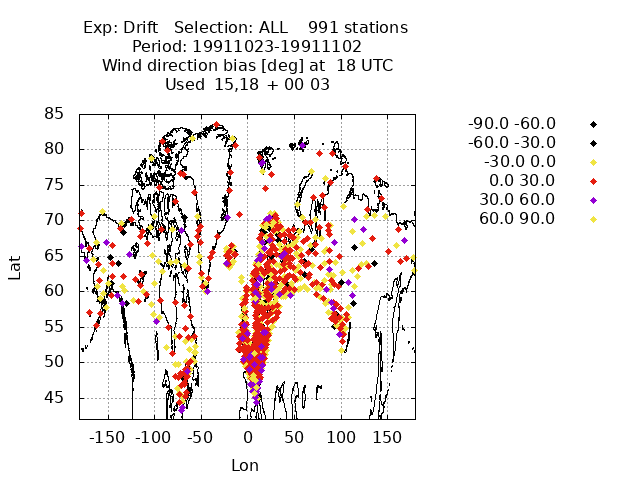 Exp: Drift   Selection: ALL    991 stations
Period: 19911023-19911102
Wind direction bias [deg] at  18 UTC
Used  15,18 + 00 03
-90.0 -60.0
-60.0 -30.0
-30.0 0.0
0.0 30.0
30.0 60.0
60.0 90.0
85
80
75
70
65
60
55
50
45
Lat
-150 -100 -50 0 50 100 150
Lon